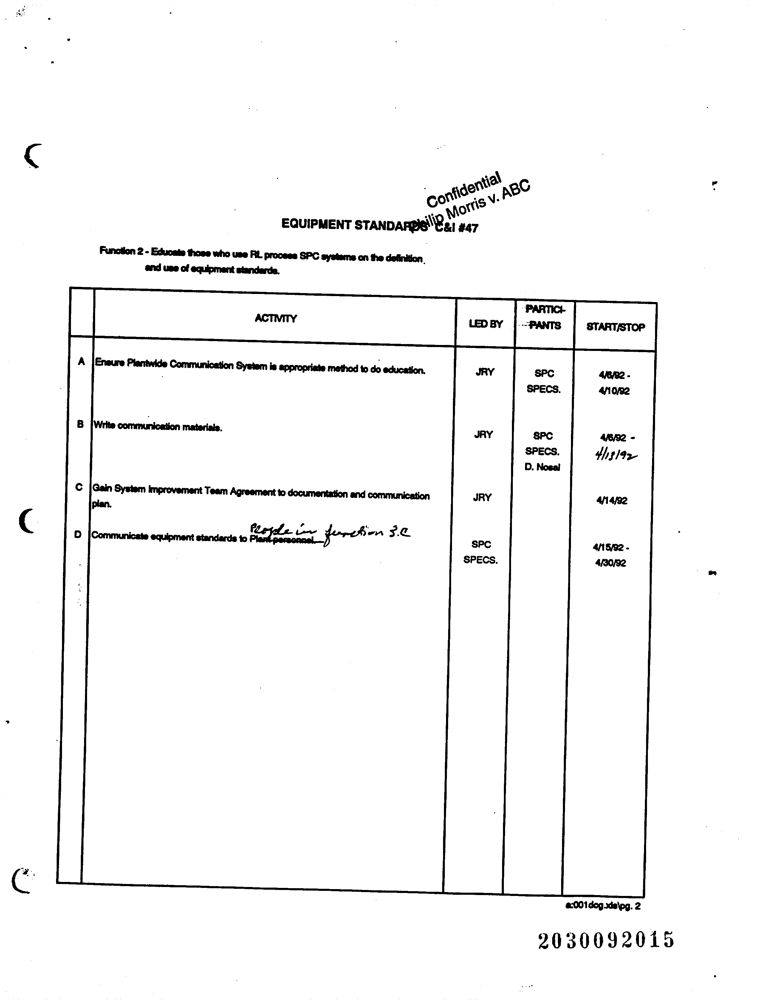 Confidential
Philip Morris v. ABC
EQUIPMENT STANDARDS C&I #47
Function 2 - Educate those who use RL process SPC systems on the definition
and use of equipment standards.
ACTIVITY
LED BY
PARTICI-
PANTS
START/STOP
A Ensure Plantwide Communication System is appropriate method to do education. JRY SPC 4/6/92 -
SPECS. 4/10/92
B Write communication materials. JRY SPC 4/6/92 -
SPECS. 4/13/92
D. Nosal
C Gain System Improvement Team Agreement to documentation and communication JRY 4/14/92
plan.
People in function 3.C
D Communicate equipment standards to Plant personnel. SPC 4/15/92 -
SPECS. 4/30/92
a:001dcg.xls\pg. 2
2030092015